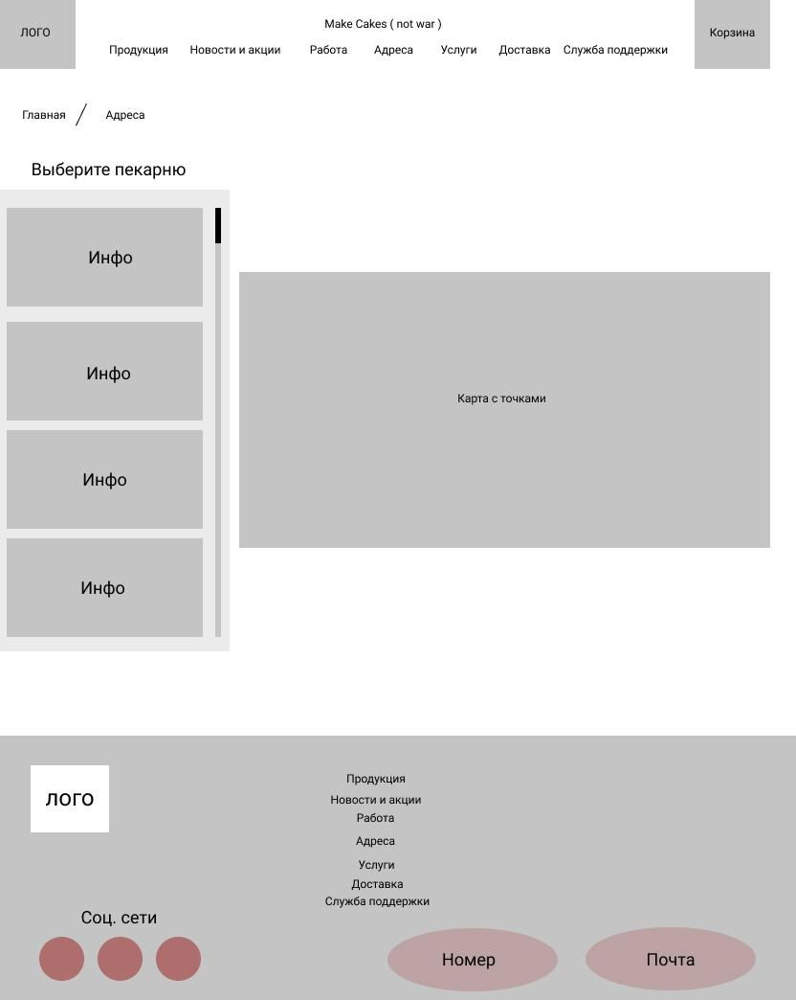 ЛОГО
Make Cakes ( not war )
Корзина
Продукция Новости и акции Работа Адреса Услуги Доставка Служба поддержки
Главная / Адреса
Выберите пекарню
Инфо
Инфо
Инфо
Инфо
Карта с точками
ЛОГО
Продукция
Новости и акции
Работа
Адреса
Услуги
Доставка
Служба поддержки
Соц. сети
Номер
Почта